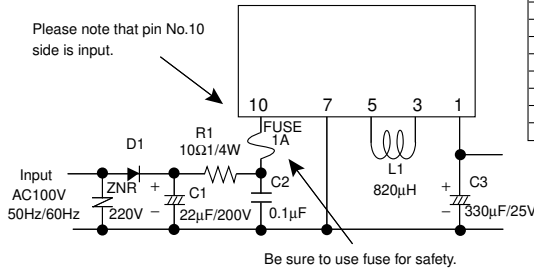 Please note that pin No.10
side is input.
10 7 5 3 1
FUSE
1A
D1
R1
10Ω1/4W
L1
820μH
Input
AC100V
50Hz/60Hz
ZNR
220V
+
−
C1
22μF/200V
C2
0.1μF
+
−
C3
330μF/25V
Be sure to use fuse for safety.